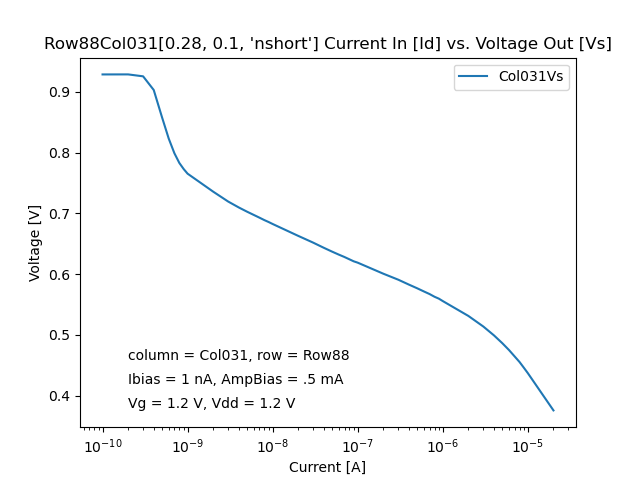 Row88Col031[0.28, 0.1, 'nshort'] Current In [Id] vs. Voltage Out [Vs]
Col031Vs
0.9
0.8
0.7
0.6
0.5
0.4
Voltage [V]
column = Col031, row = Row88
Ibias = 1 nA, AmpBias = .5 mA
Vg = 1.2 V, Vdd = 1.2 V
10⁻¹⁰ 10⁻⁹ 10⁻⁸ 10⁻⁷ 10⁻⁶ 10⁻⁵
Current [A]